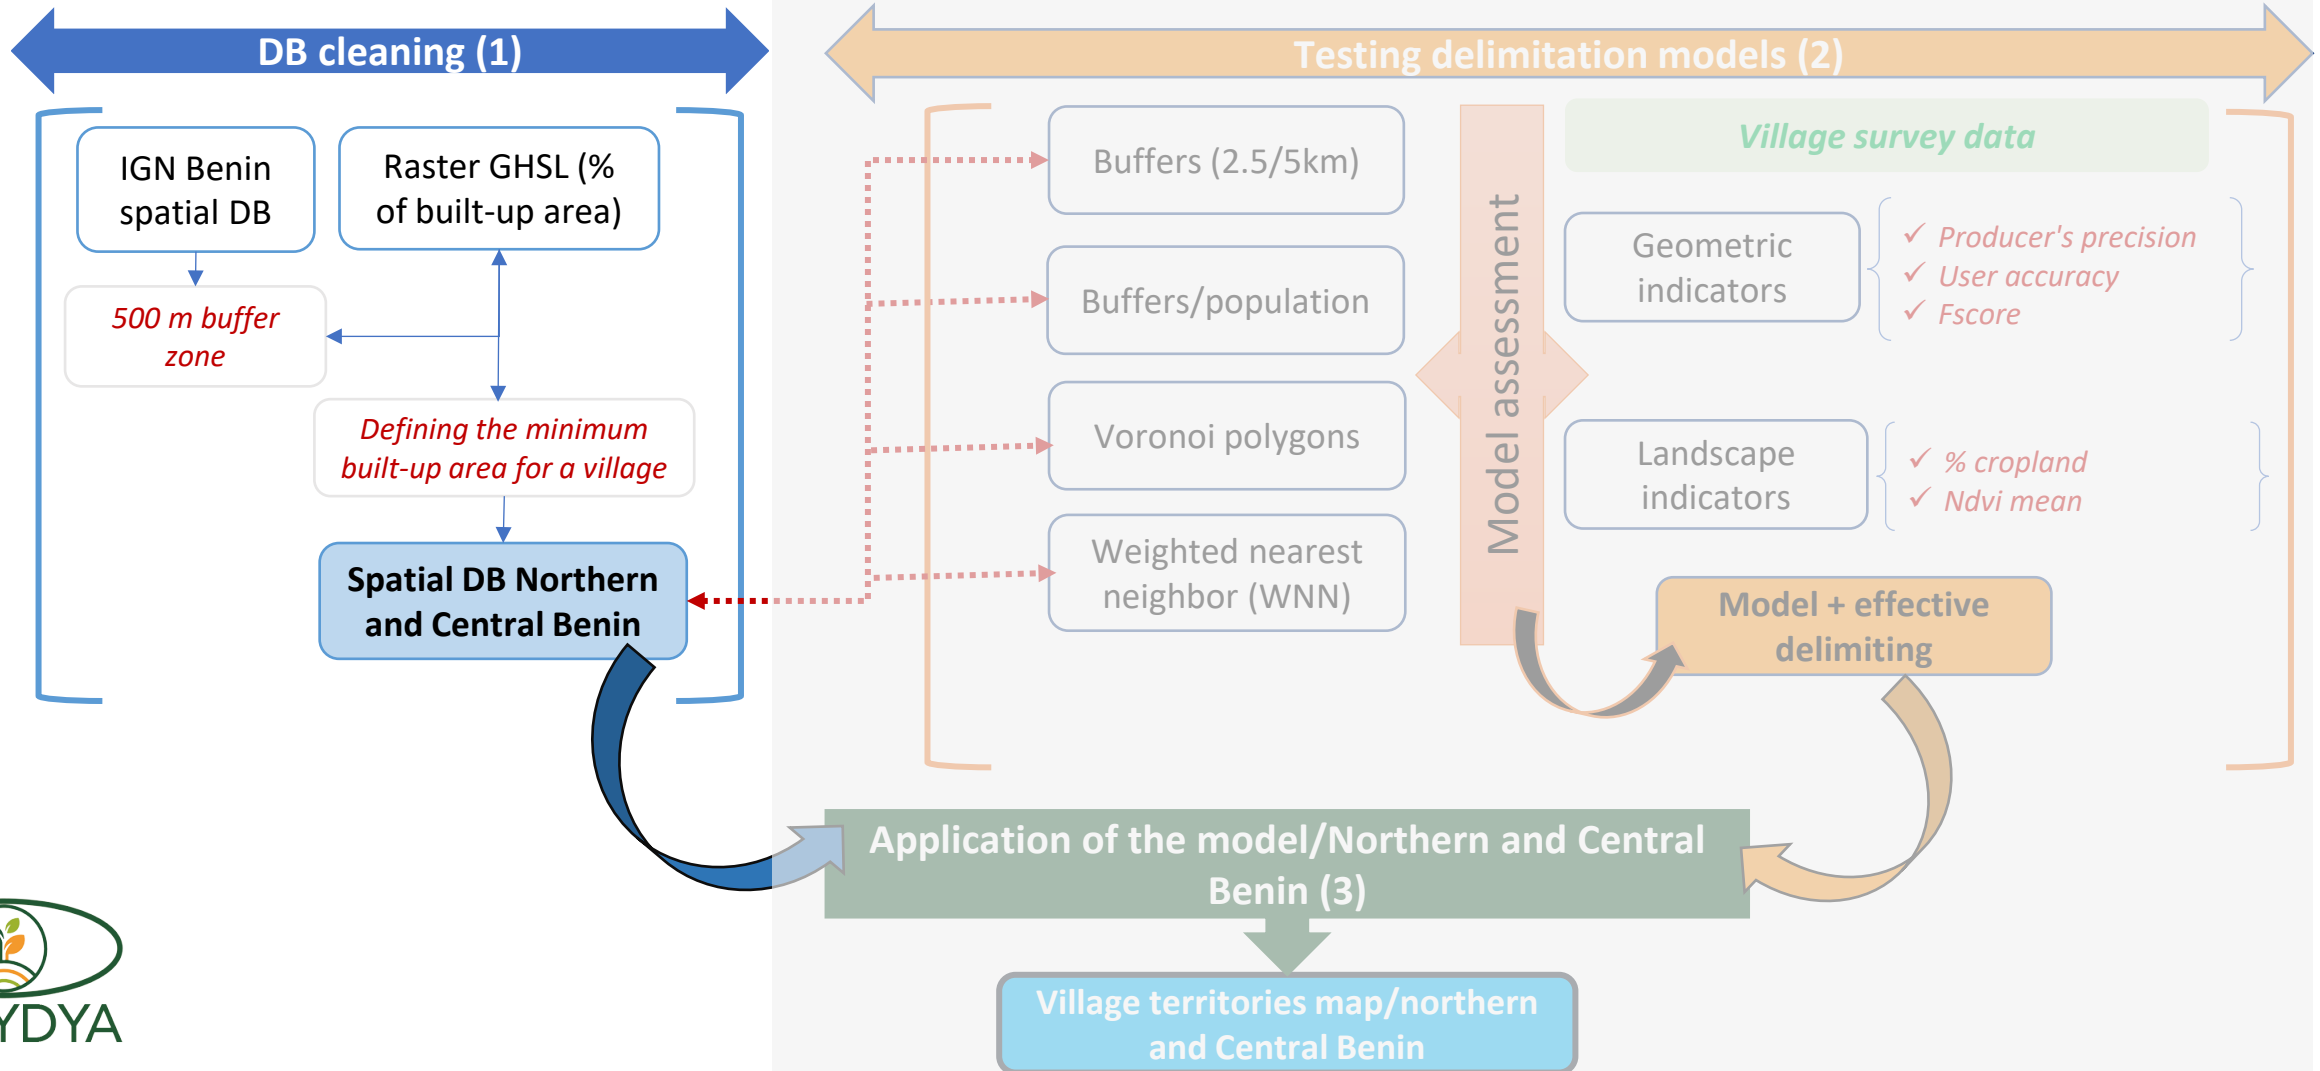 DB cleaning (1)
Testing delimitation models (2)
IGN Benin
spatial DB
Raster GHSL (%
of built-up area)
500 m buffer
zone
Defining the minimum
built-up area for a village
Spatial DB Northern
and Central Benin
Buffers (2.5/5km)
Buffers/population
Voronoi polygons
Weighted nearest
neighbor (WNN)
Model assessment
Village survey data
Geometric
indicators
✓ Producer's precision
✓ User accuracy
✓ Fscore
Landscape
indicators
✓ % cropland
✓ Ndvi mean
Model + effective
delimiting
Application of the model/Northern and Central
Benin (3)
Village territories map/northern
and Central Benin
YDYA